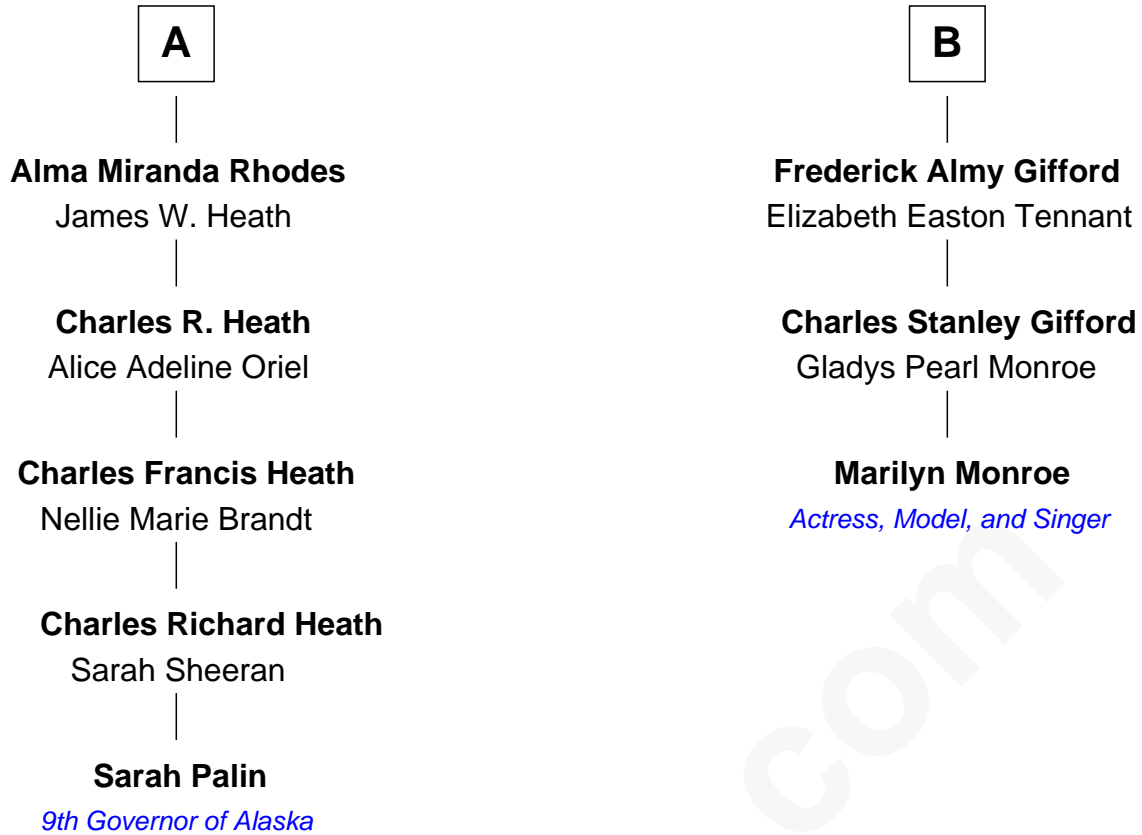 A
Alma Miranda Rhodes
James W. Heath
Charles R. Heath
Alice Adeline Oriel
Charles Francis Heath
Nellie Marie Brandt
Charles Richard Heath
Sarah Sheeran
Sarah Palin
9th Governor of Alaska
B
Frederick Almy Gifford
Elizabeth Easton Tennant
Charles Stanley Gifford
Gladys Pearl Monroe
Marilyn Monroe
Actress, Model, and Singer
com